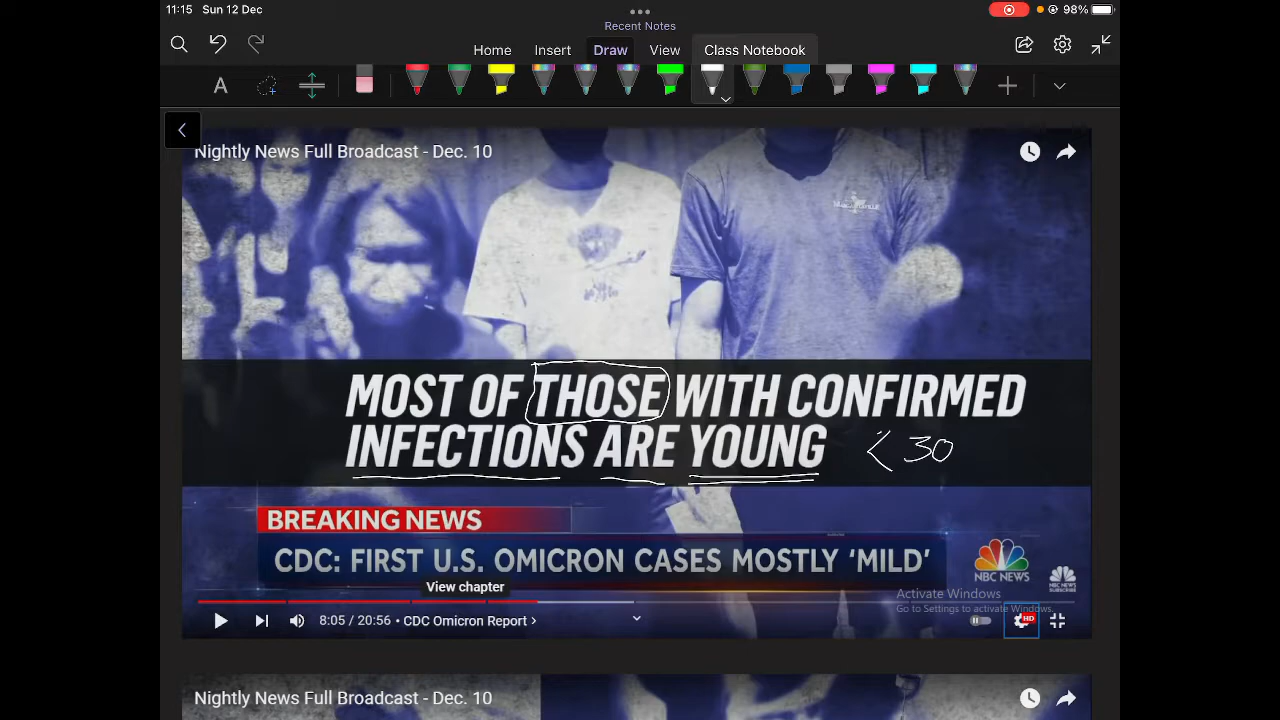 11:15 Sun 12 Dec
98%
Recent Notes
Home Insert Draw View Class Notebook
A
Nightly News Full Broadcast - Dec. 10
MOST OF THOSE WITH CONFIRMED
INFECTIONS ARE YOUNG < 30
BREAKING NEWS
CDC: FIRST U.S. OMICRON CASES MOSTLY ‘MILD’
NBC NEWS
NBC NEWS
SUBSCRIBE
View chapter
Activate Windows
Go to Settings to activate Windows.
8:05 / 20:56 • CDC Omicron Report >
HD
Nightly News Full Broadcast - Dec. 10